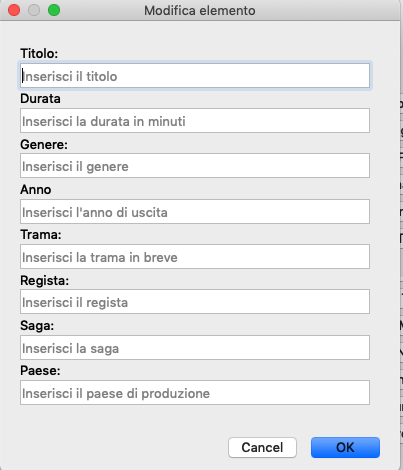 Modifica elemento
Titolo:
Inserisci il titolo
Durata
Inserisci la durata in minuti
Genere:
Inserisci il genere
Anno
Inserisci l'anno di uscita
Trama:
Inserisci la trama in breve
Regista:
Inserisci il regista
Saga:
Inserisci la saga
Paese:
Inserisci il paese di produzione
Cancel
OK